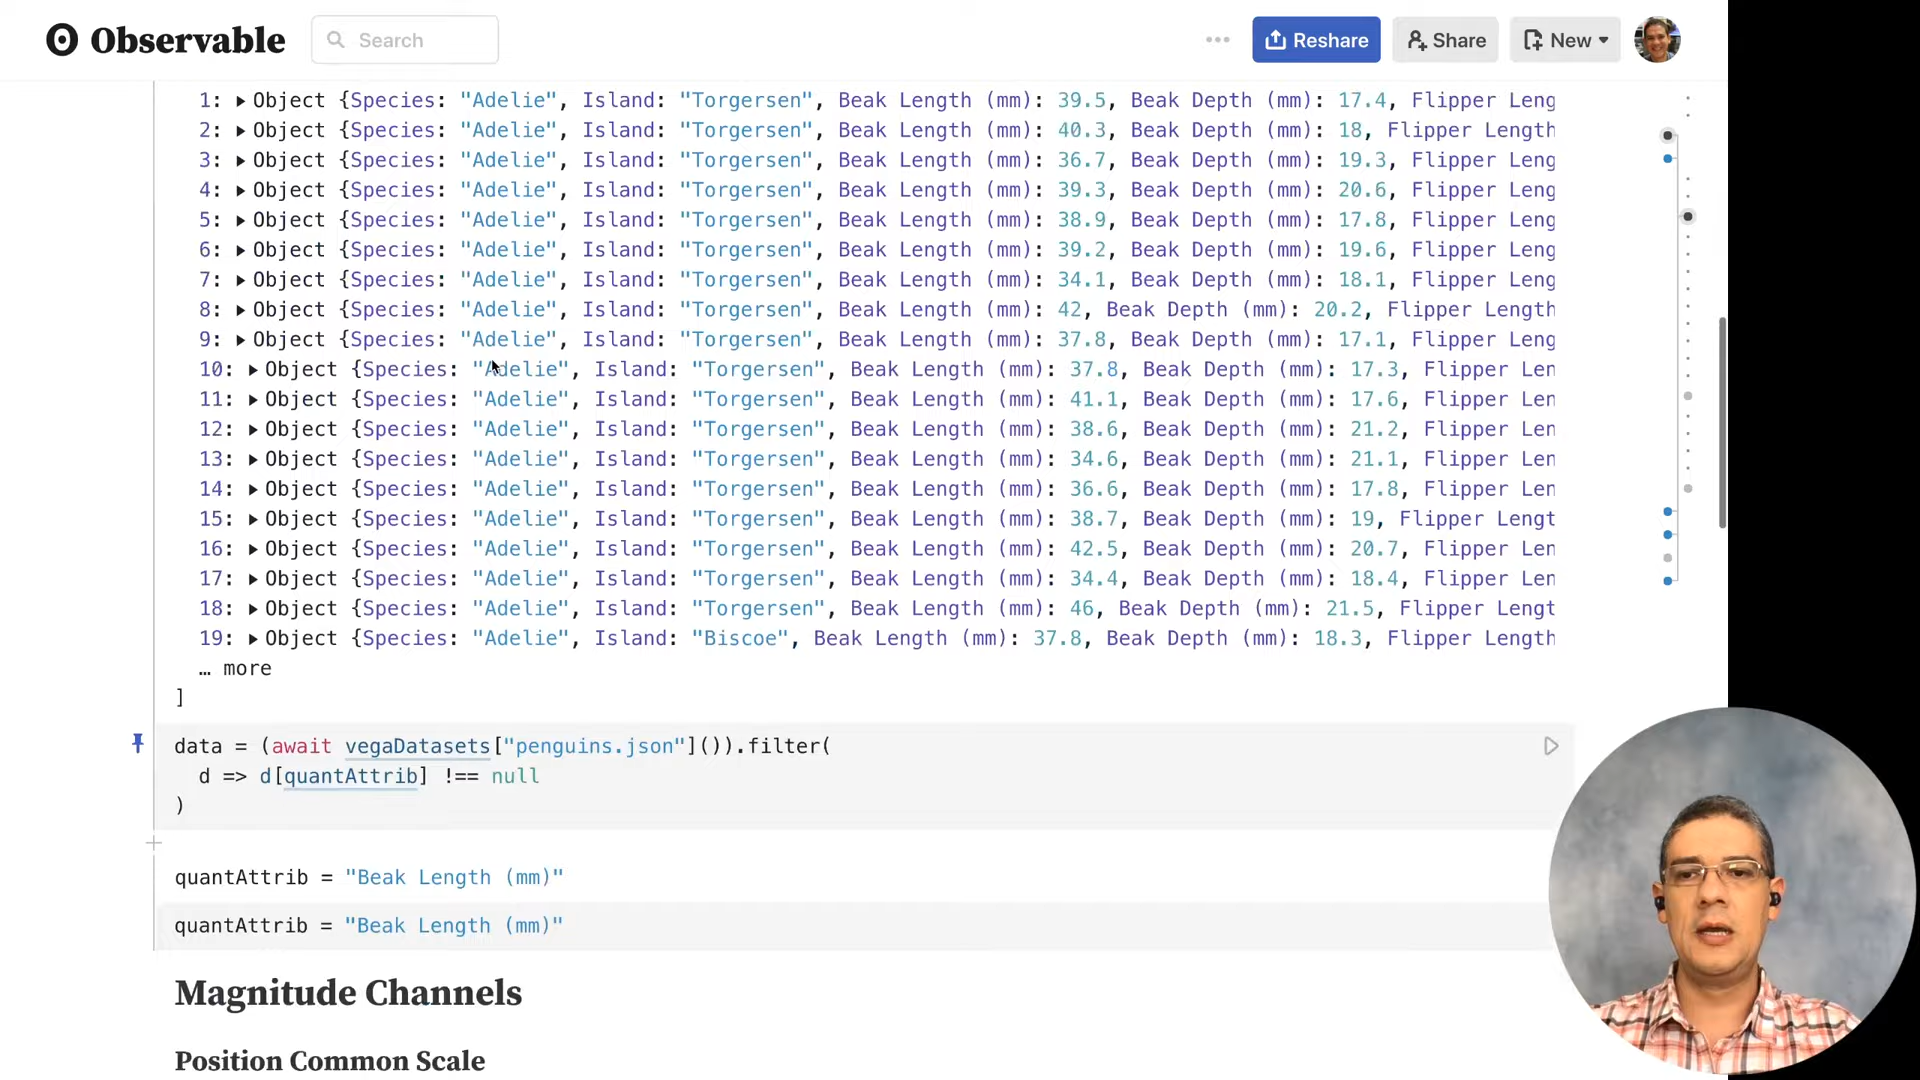 Observable
Search
Reshare
Share
New
1: Object {Species: "Adelie", Island: "Torgersen", Beak Length (mm): 39.5, Beak Depth (mm): 17.4, Flipper Leng
2: Object {Species: "Adelie", Island: "Torgersen", Beak Length (mm): 40.3, Beak Depth (mm): 18, Flipper Length
3: Object {Species: "Adelie", Island: "Torgersen", Beak Length (mm): 36.7, Beak Depth (mm): 19.3, Flipper Leng
4: Object {Species: "Adelie", Island: "Torgersen", Beak Length (mm): 39.3, Beak Depth (mm): 20.6, Flipper Leng
5: Object {Species: "Adelie", Island: "Torgersen", Beak Length (mm): 38.9, Beak Depth (mm): 17.8, Flipper Leng
6: Object {Species: "Adelie", Island: "Torgersen", Beak Length (mm): 39.2, Beak Depth (mm): 19.6, Flipper Leng
7: Object {Species: "Adelie", Island: "Torgersen", Beak Length (mm): 34.1, Beak Depth (mm): 18.1, Flipper Leng
8: Object {Species: "Adelie", Island: "Torgersen", Beak Length (mm): 42, Beak Depth (mm): 20.2, Flipper Length
9: Object {Species: "Adelie", Island: "Torgersen", Beak Length (mm): 37.8, Beak Depth (mm): 17.1, Flipper Leng
10: Object {Species: "Adelie", Island: "Torgersen", Beak Length (mm): 37.8, Beak Depth (mm): 17.3, Flipper Len
11: Object {Species: "Adelie", Island: "Torgersen", Beak Length (mm): 41.1, Beak Depth (mm): 17.6, Flipper Len
12: Object {Species: "Adelie", Island: "Torgersen", Beak Length (mm): 38.6, Beak Depth (mm): 21.2, Flipper Len
13: Object {Species: "Adelie", Island: "Torgersen", Beak Length (mm): 34.6, Beak Depth (mm): 21.1, Flipper Len
14: Object {Species: "Adelie", Island: "Torgersen", Beak Length (mm): 36.6, Beak Depth (mm): 17.8, Flipper Len
15: Object {Species: "Adelie", Island: "Torgersen", Beak Length (mm): 38.7, Beak Depth (mm): 19, Flipper Lengt
16: Object {Species: "Adelie", Island: "Torgersen", Beak Length (mm): 42.5, Beak Depth (mm): 20.7, Flipper Len
17: Object {Species: "Adelie", Island: "Torgersen", Beak Length (mm): 34.4, Beak Depth (mm): 18.4, Flipper Len
18: Object {Species: "Adelie", Island: "Torgersen", Beak Length (mm): 46, Beak Depth (mm): 21.5, Flipper Lengt
19: Object {Species: "Adelie", Island: "Biscoe", Beak Length (mm): 37.8, Beak Depth (mm): 18.3, Flipper Length
… more
]
data = (await vegaDatasets["penguins.json"]()).filter(
d => d[quantAttrib] !== null
)
quantAttrib = "Beak Length (mm)"
quantAttrib = "Beak Length (mm)"
Magnitude Channels
Position Common Scale